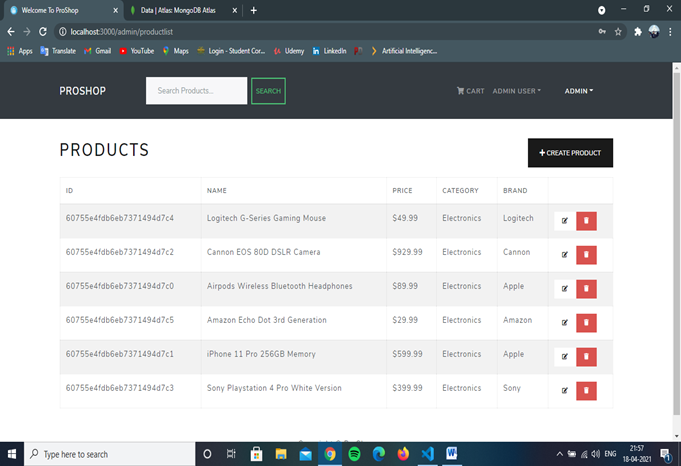 Welcome To ProShop
Data | Atlas: MongoDB Atlas
localhost:3000/admin/productlist
Apps Translate Gmail YouTube Maps Login - Student Cor... Udemy LinkedIn Artificial Intelligenc...
PROSHOP Search Products... SEARCH CART ADMIN USER ADMIN
PRODUCTS
CREATE PRODUCT
ID NAME PRICE CATEGORY BRAND
60755e4fdb6eb7371494d7c4 Logitech G-Series Gaming Mouse $49.99 Electronics Logitech
60755e4fdb6eb7371494d7c2 Cannon EOS 80D DSLR Camera $929.99 Electronics Cannon
60755e4fdb6eb7371494d7c0 Airpods Wireless Bluetooth Headphones $89.99 Electronics Apple
60755e4fdb6eb7371494d7c5 Amazon Echo Dot 3rd Generation $29.99 Electronics Amazon
60755e4fdb6eb7371494d7c1 iPhone 11 Pro 256GB Memory $599.99 Electronics Apple
60755e4fdb6eb7371494d7c3 Sony Playstation 4 Pro White Version $399.99 Electronics Sony
Type here to search
ENG
21:57
18-04-2021